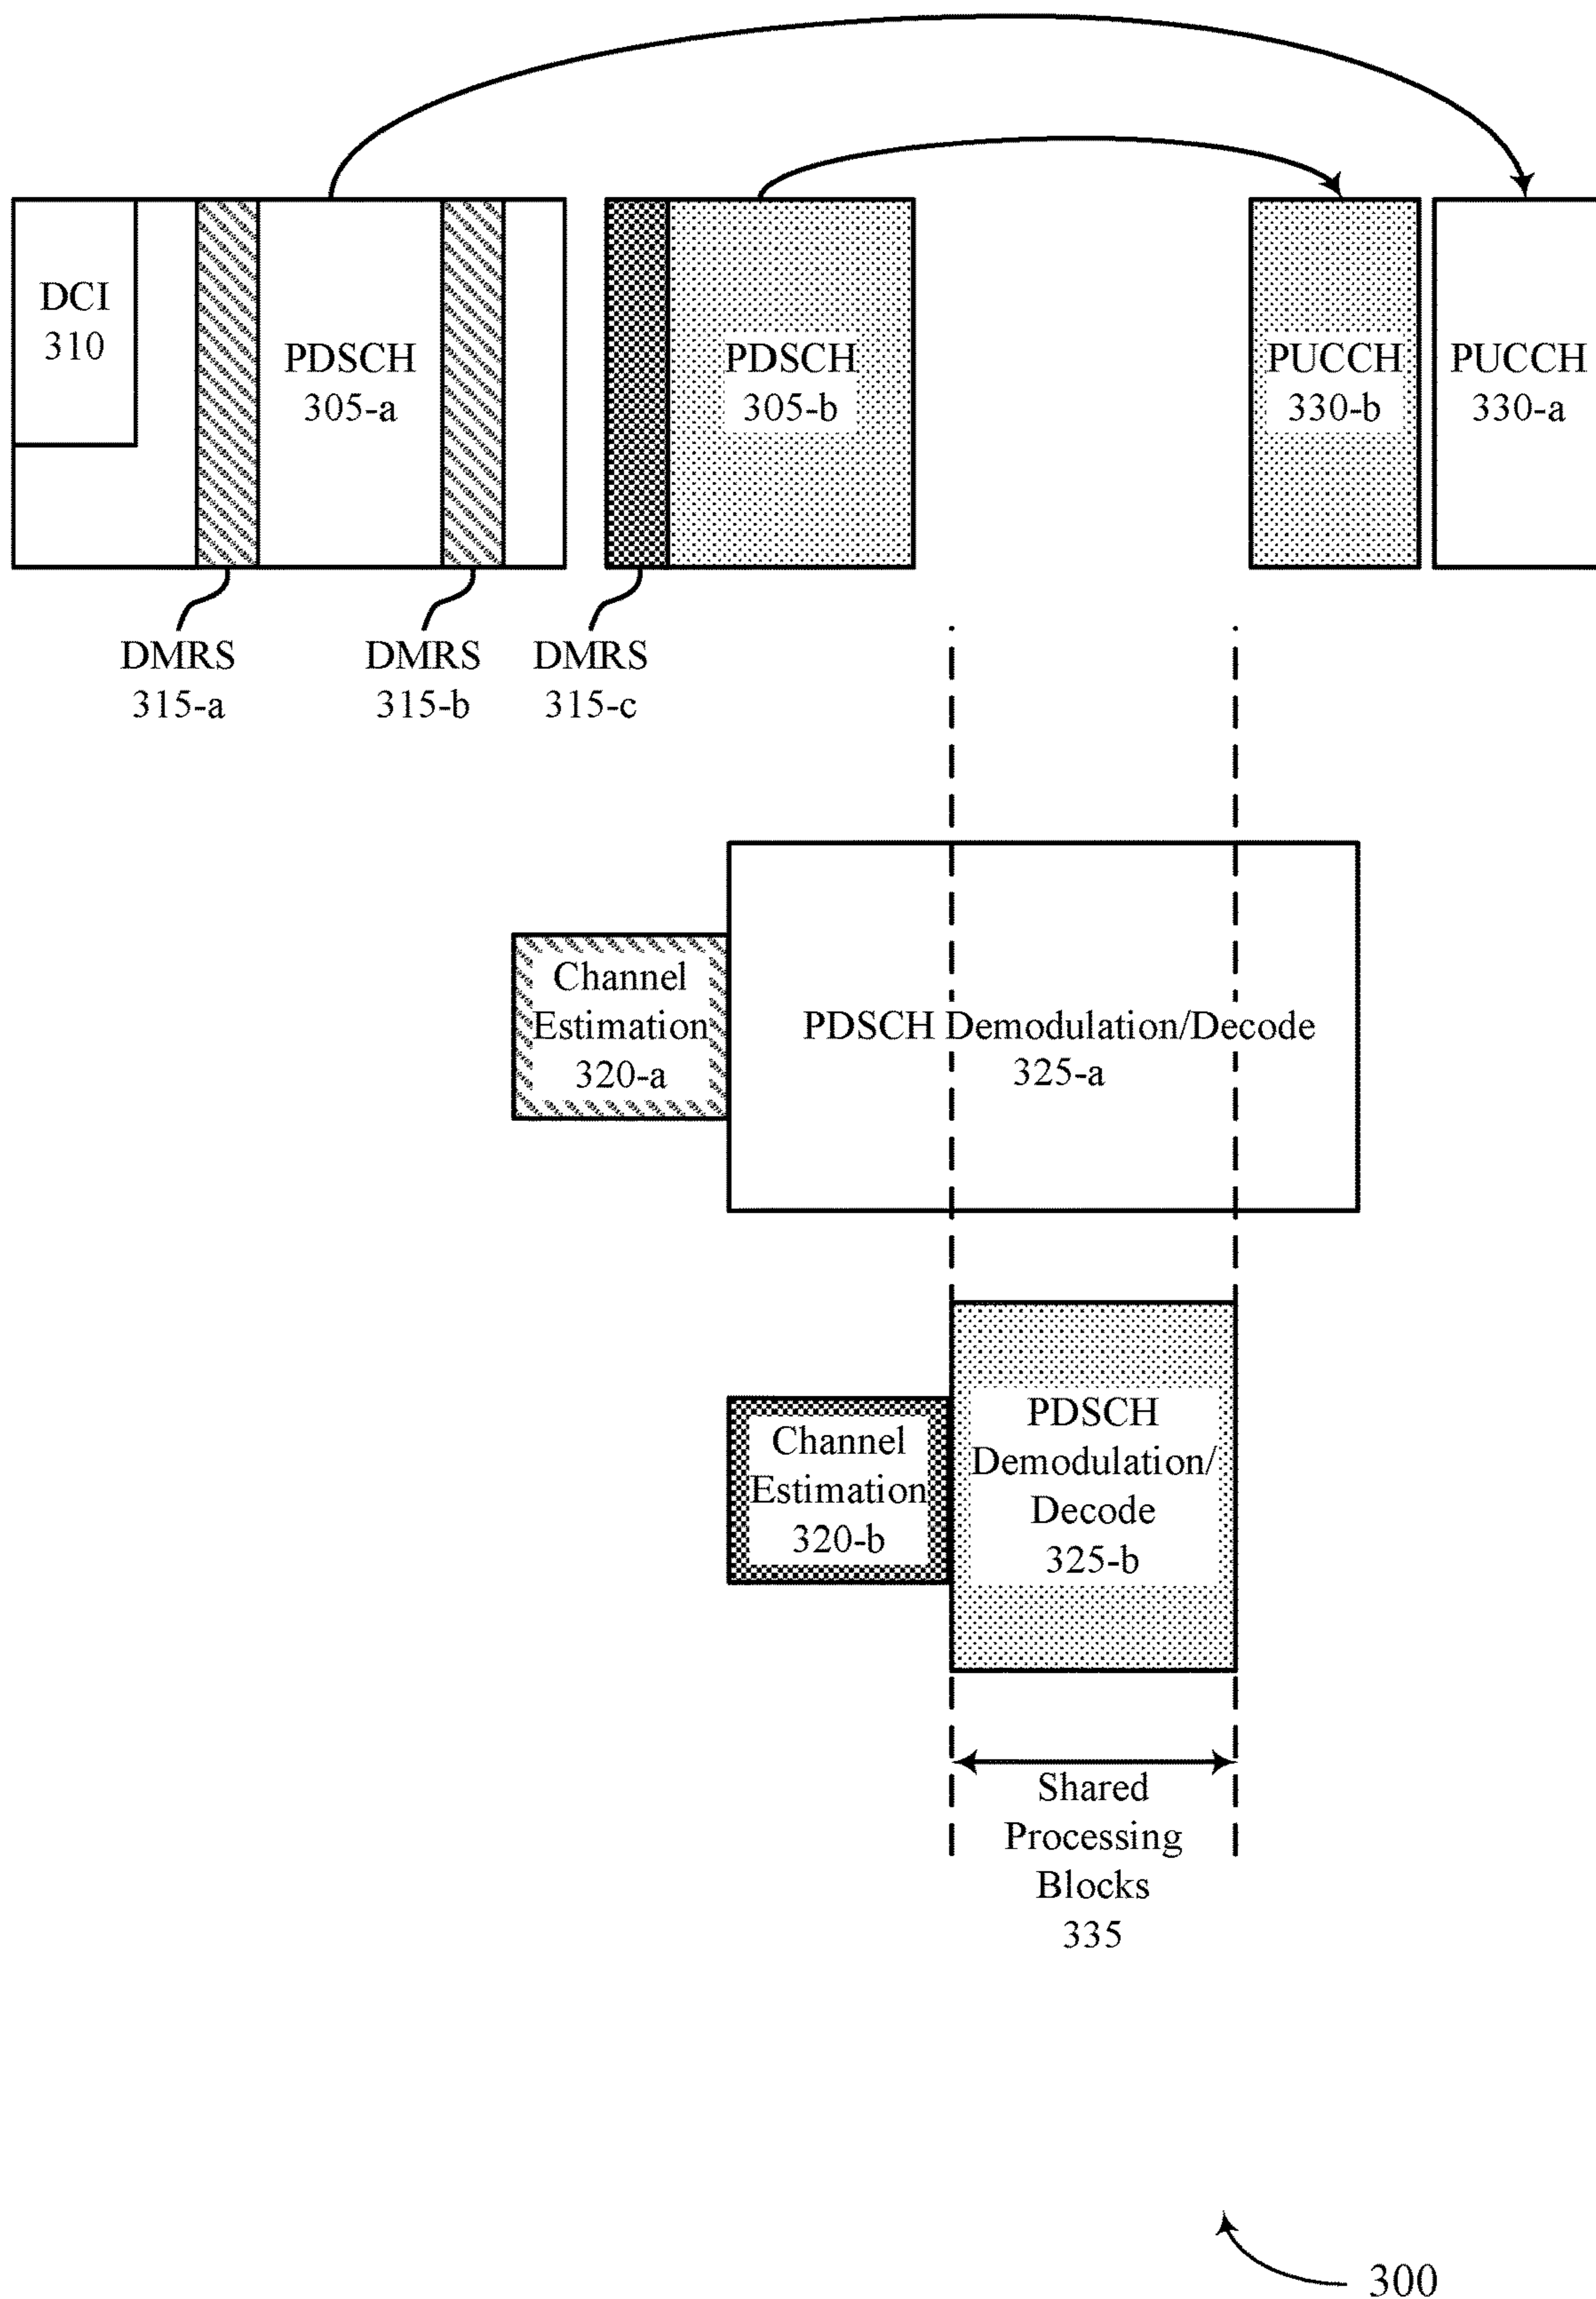 DCI
310
PDSCH
305-a
PDSCH
305-b
PUCCH
330-b
PUCCH
330-a
DMRS
315-a
DMRS
315-b
DMRS
315-c
Channel
Estimation
320-a
PDSCH Demodulation/Decode
325-a
Channel
Estimation
320-b
PDSCH
Demodulation/
Decode
325-b
Shared
Processing
Blocks
335
300